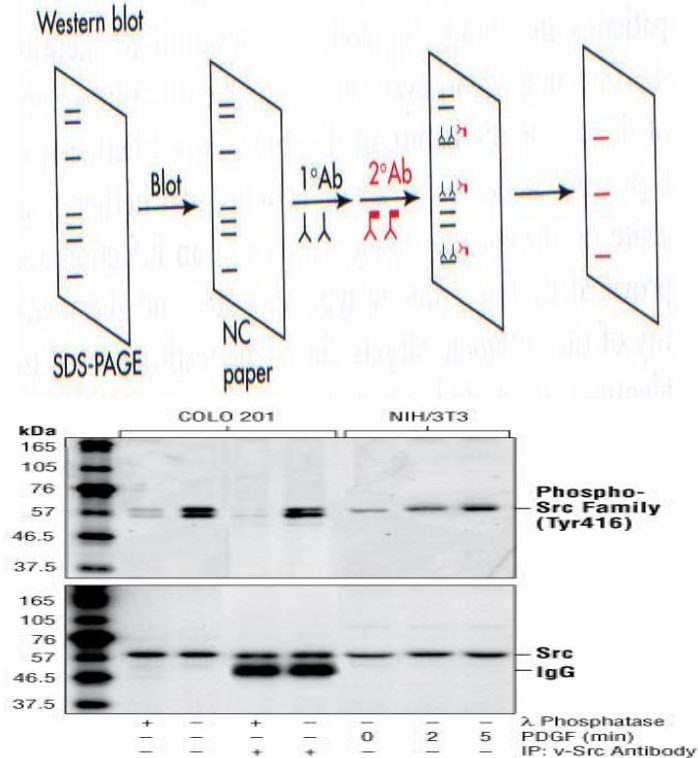 Western blot
Blot
1°Ab
2°Ab
SDS-PAGE
NC
paper
COLO 201
NIH/3T3
kDa
165
105
76
57
46.5
37.5
Phospho-
Src Family
(Tyr416)
165
105
76
57
46.5
37.5
Src
IgG
+ – + – – – – λ Phosphatase
– – – – 0 2 5 PDGF (min)
– – + + – – – IP: v-Src Antibody